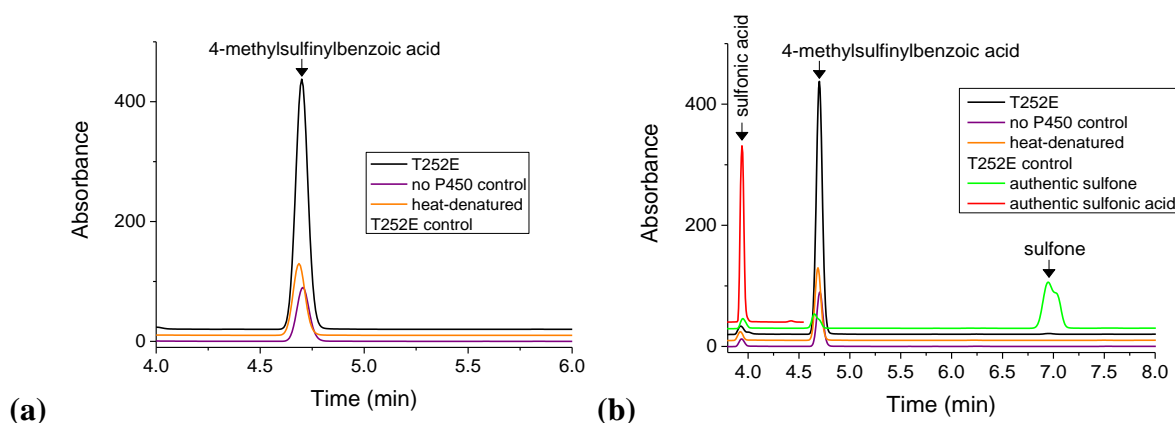 4-methylsulfinylbenzoic acid
400
200
0
Absorbance
T252E
no P450 control
heat-denatured
T252E control
4.0 4.5 5.0 5.5 6.0
Time (min)
(a)
sulfonic acid
4-methylsulfinylbenzoic acid
400
200
0
Absorbance
T252E
no P450 control
heat-denatured
T252E control
authentic sulfone
authentic sulfonic acid
sulfone
4.0 4.5 5.0 5.5 6.0 6.5 7.0 7.5 8.0
Time (min)
(b)